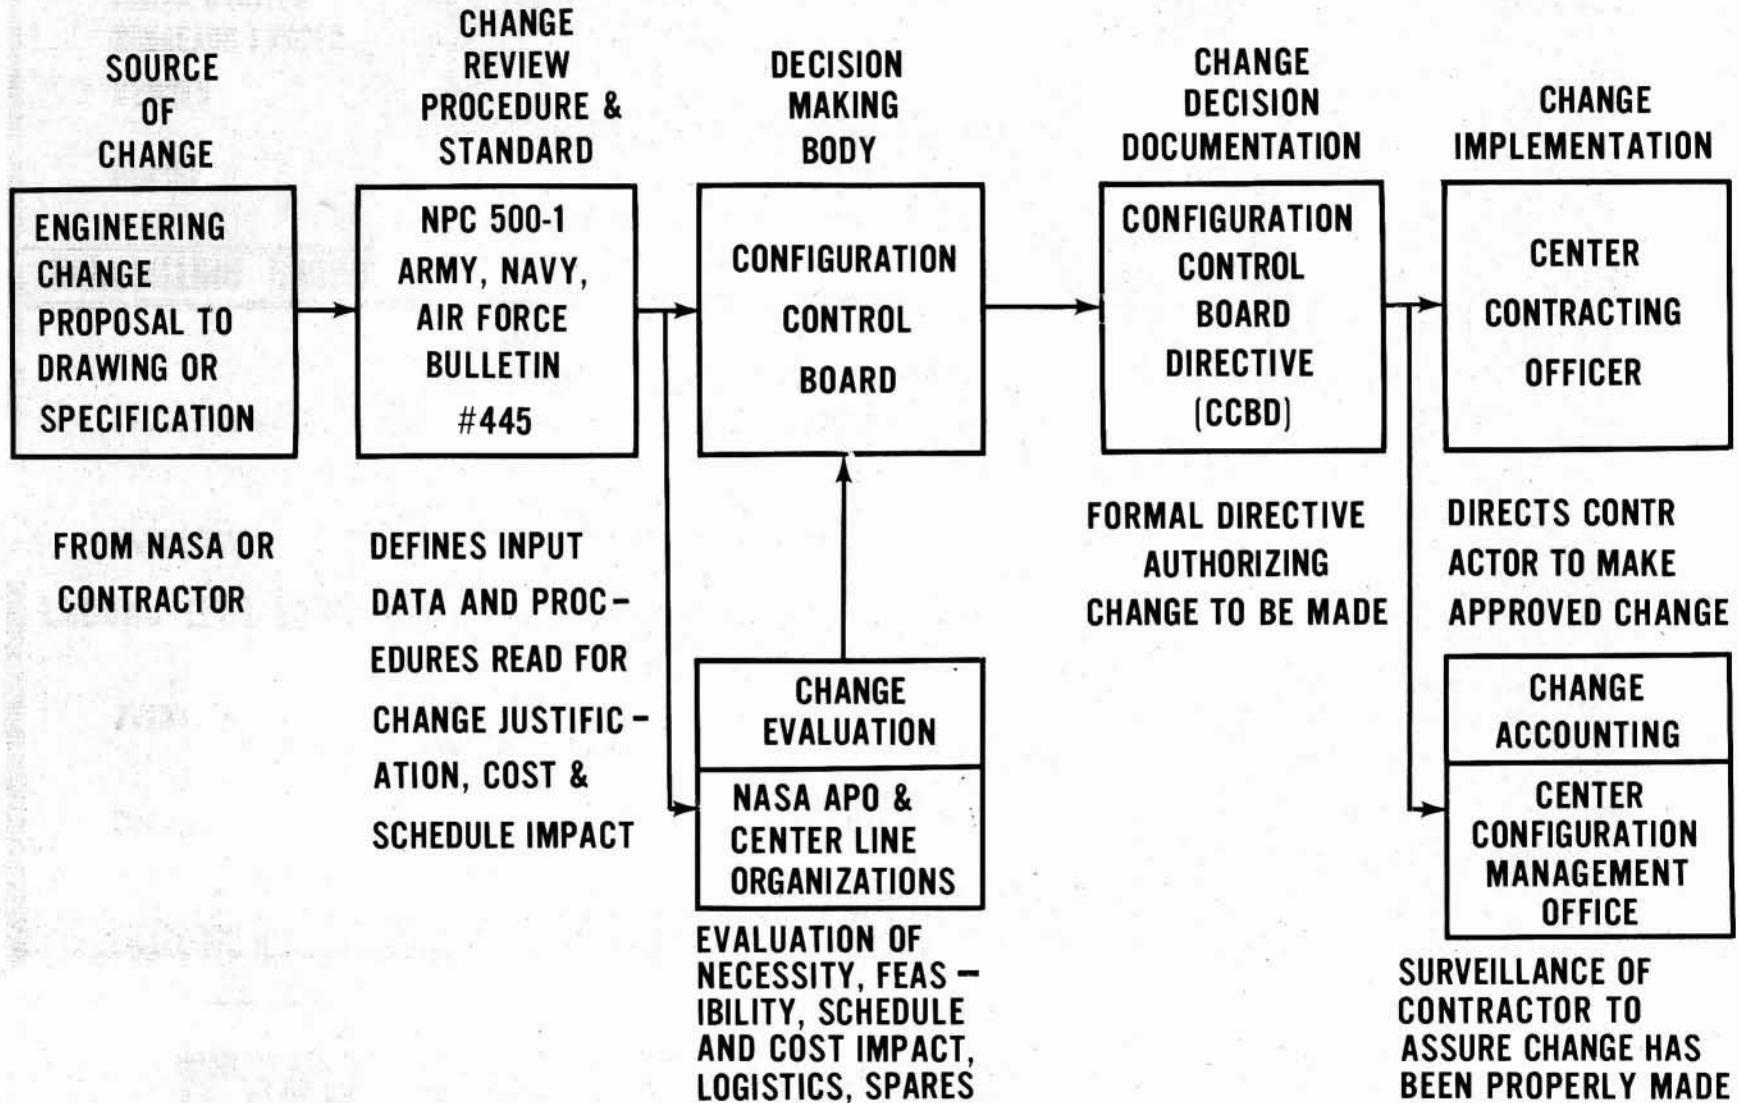 SOURCE
OF
CHANGE
ENGINEERING
CHANGE
PROPOSAL TO
DRAWING OR
SPECIFICATION
FROM NASA OR
CONTRACTOR
CHANGE
REVIEW
PROCEDURE &
STANDARD
NPC 500-1
ARMY, NAVY,
AIR FORCE
BULLETIN
#445
DEFINES INPUT
DATA AND PROC-
EDURES READ FOR
CHANGE JUSTIFIC-
ATION, COST &
SCHEDULE IMPACT
DECISION
MAKING
BODY
CONFIGURATION
CONTROL
BOARD
CHANGE
EVALUATION
NASA APO &
CENTER LINE
ORGANIZATIONS
EVALUATION OF
NECESSITY, FEAS-
IBILITY, SCHEDULE
AND COST IMPACT,
LOGISTICS, SPARES
CHANGE
DECISION
DOCUMENTATION
CONFIGURATION
CONTROL
BOARD
DIRECTIVE
(CCBD)
FORMAL DIRECTIVE
AUTHORIZING
CHANGE TO BE MADE
CHANGE
IMPLEMENTATION
CENTER
CONTRACTING
OFFICER
DIRECTS CONTR
ACTOR TO MAKE
APPROVED CHANGE
CHANGE
ACCOUNTING
CENTER
CONFIGURATION
MANAGEMENT
OFFICE
SURVEILLANCE OF
CONTRACTOR TO
ASSURE CHANGE HAS
BEEN PROPERLY MADE